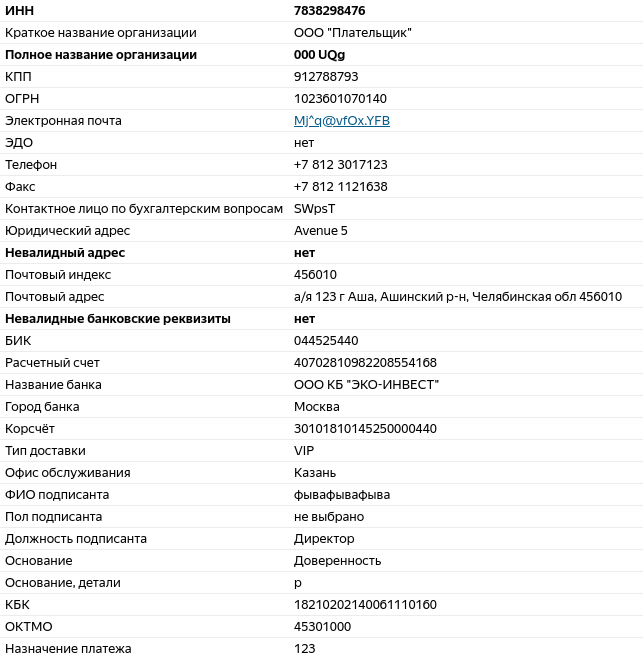 ИНН 7838298476
Краткое название организации ООО "Плательщик"
Полное название организации 000 UQg
КПП 912788793
ОГРН 1023601070140
Электронная почта Mj^q@vfOx.YFB
ЭДО нет
Телефон +7 812 3017123
Факс +7 812 1121638
Контактное лицо по бухгалтерским вопросам SWpsT
Юридический адрес Avenue 5
Невалидный адрес нет
Почтовый индекс 456010
Почтовый адрес а/я 123 г Аша, Ашинский р-н, Челябинская обл 456010
Невалидные банковские реквизиты нет
БИК 044525440
Расчетный счет 40702810982208554168
Название банка ООО КБ "ЭКО-ИНВЕСТ"
Город банка Москва
Корсчёт 30101810145250000440
Тип доставки VIP
Офис обслуживания Казань
ФИО подписанта фывафывафыва
Пол подписанта не выбрано
Должность подписанта Директор
Основание Доверенность
Основание, детали р
КБК 18210202140061110160
ОКТМО 45301000
Назначение платежа 123